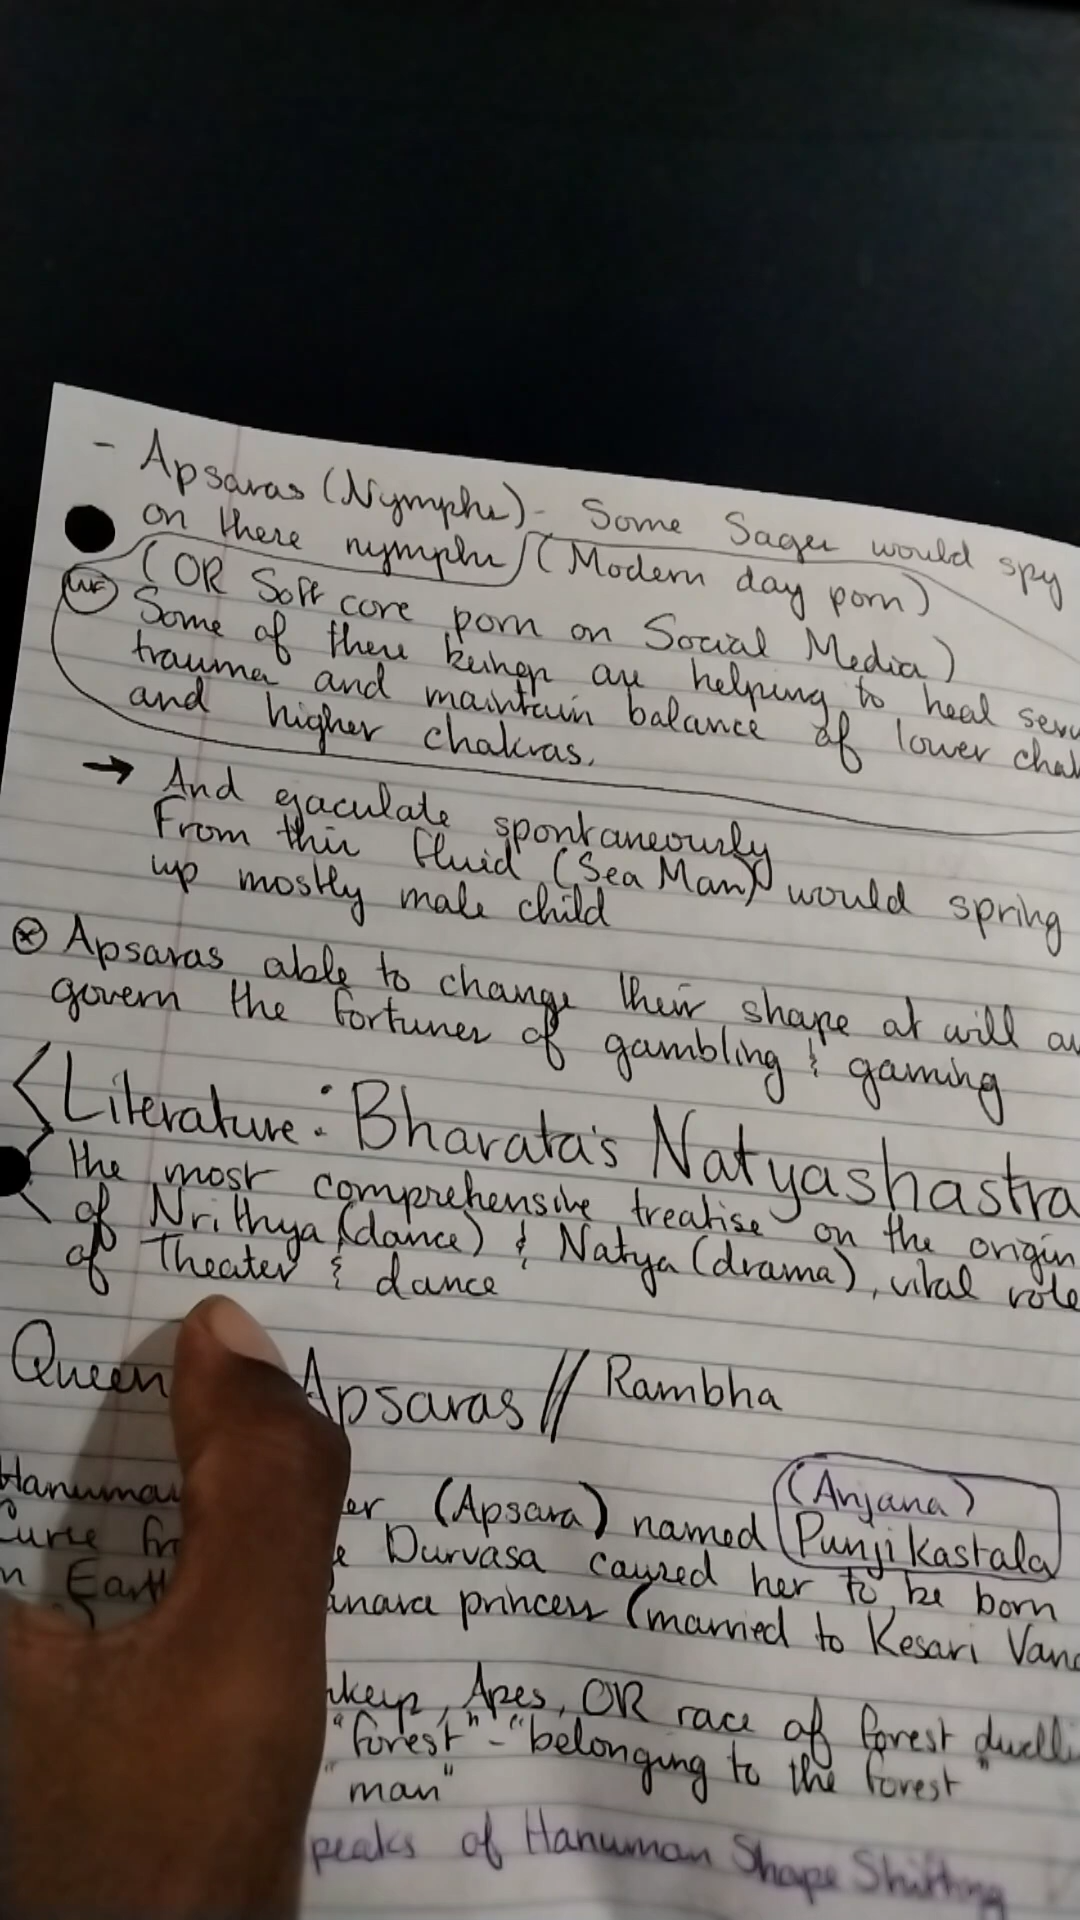 - Apsaras (Nymphs) - Some Sages would spy
on these nymphs (Modern day porn)
(OR Soft core porn on Social Media)
Some of these beings are helping to heal
trauma and maintain balance of lower
and higher chakras.
→ And ejaculate spontaneously
From this fluid (Sea Man) would spring
up mostly male child
⊗ Apsaras able to change their shape at will
govern the fortunes of gambling & gaming
Literature: Bharata's Natyashastra
the most comprehensive treatise on the origin
of Nrithya (dance) & Natya (drama), vital role
of Theater & dance
Queen Apsaras // Rambha
(Anjana)
(Apsara) named Punjikastala
Durvasa caused her to be born
princess (married to Kesari
Apes, OR race of forest
"forest" - "belonging to the forest"
"man"
of Hanuman Shape Shifting